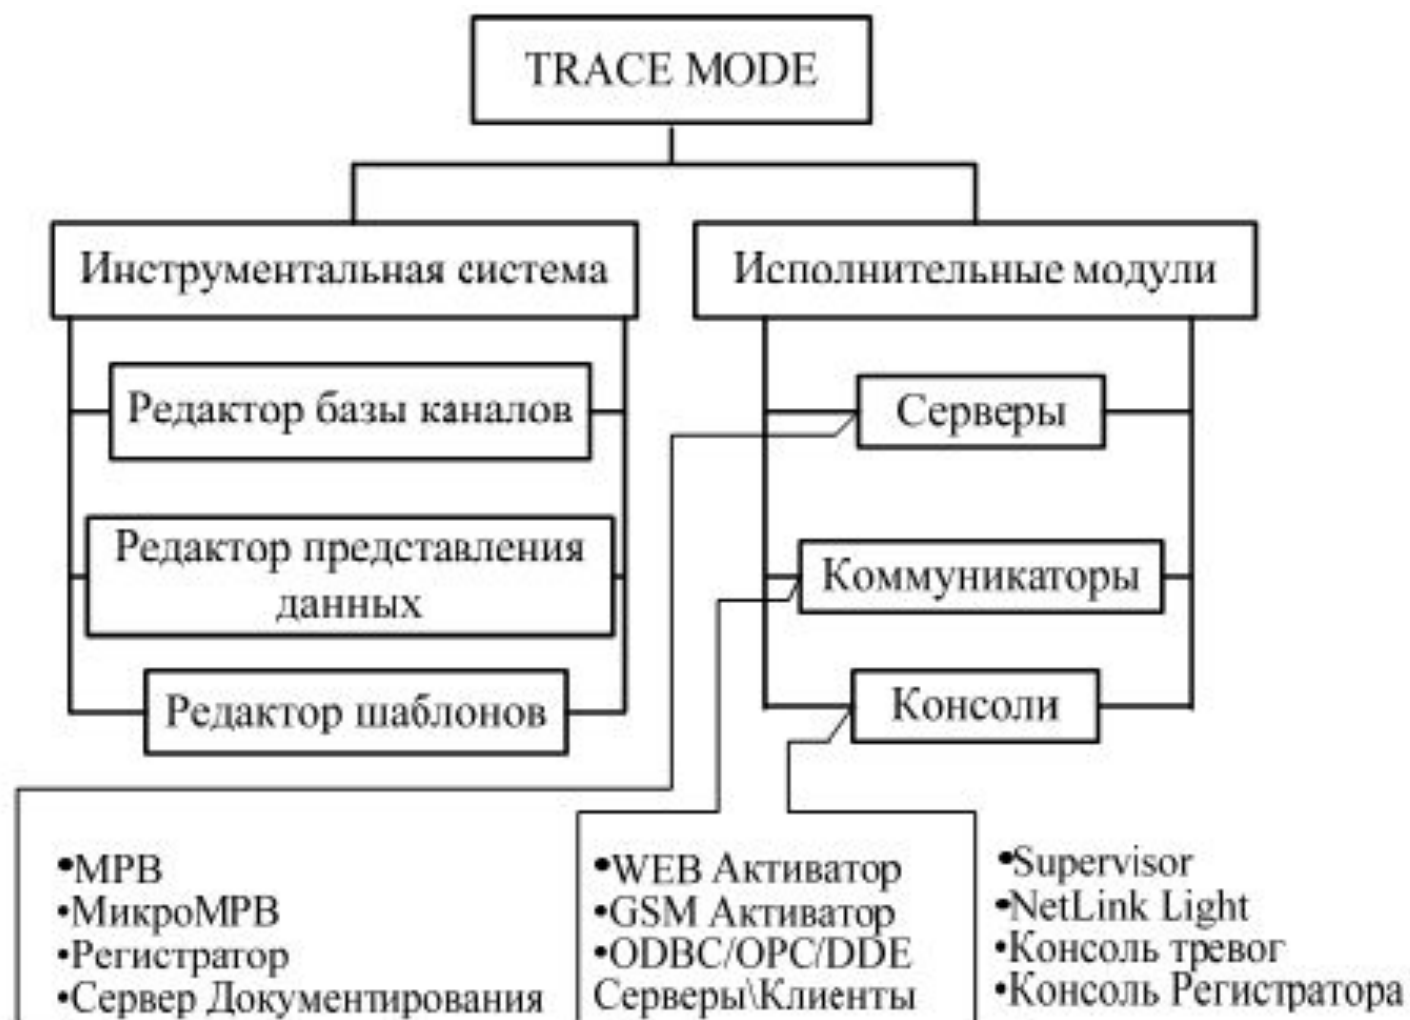 TRACE MODE
Инструментальная система
Исполнительные модули
Редактор базы каналов
Серверы
Редактор представления
данных
Коммуникаторы
Редактор шаблонов
Консоли
•МРВ
•МикроМРВ
•Регистратор
•Сервер Документирования
•WEB Активатор
•GSM Активатор
•ODBC/OPC/DDE
Серверы\Клиенты
•Supervisor
•NetLink Light
•Консоль тревог
•Консоль Регистратора